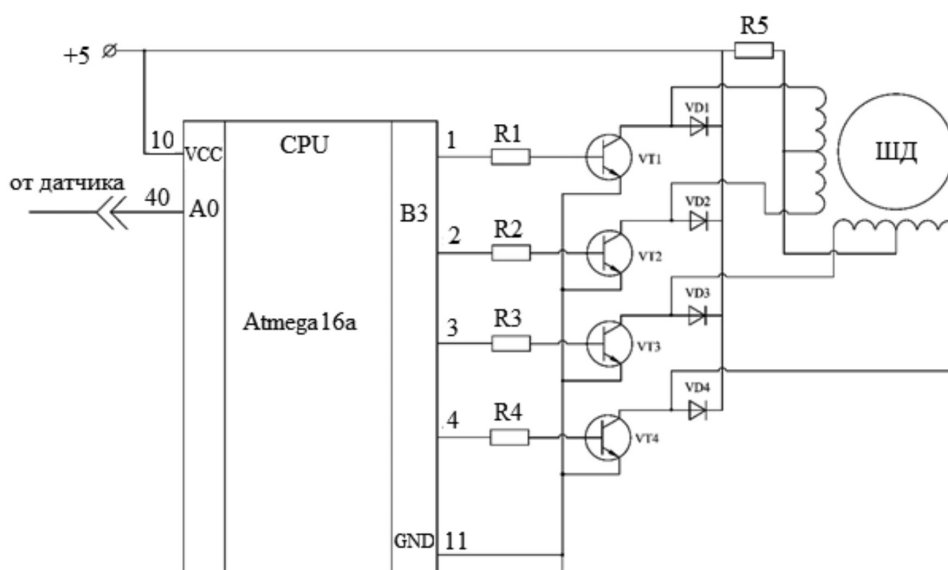 R5
+5
VD1
10
CPU
1
R1
VCC
VT1
ШД
от датчика
40
A0
B3
VD2
2
R2
VT2
VD3
Atmega16a
3
R3
VT3
VD4
4
R4
VT4
GND
11